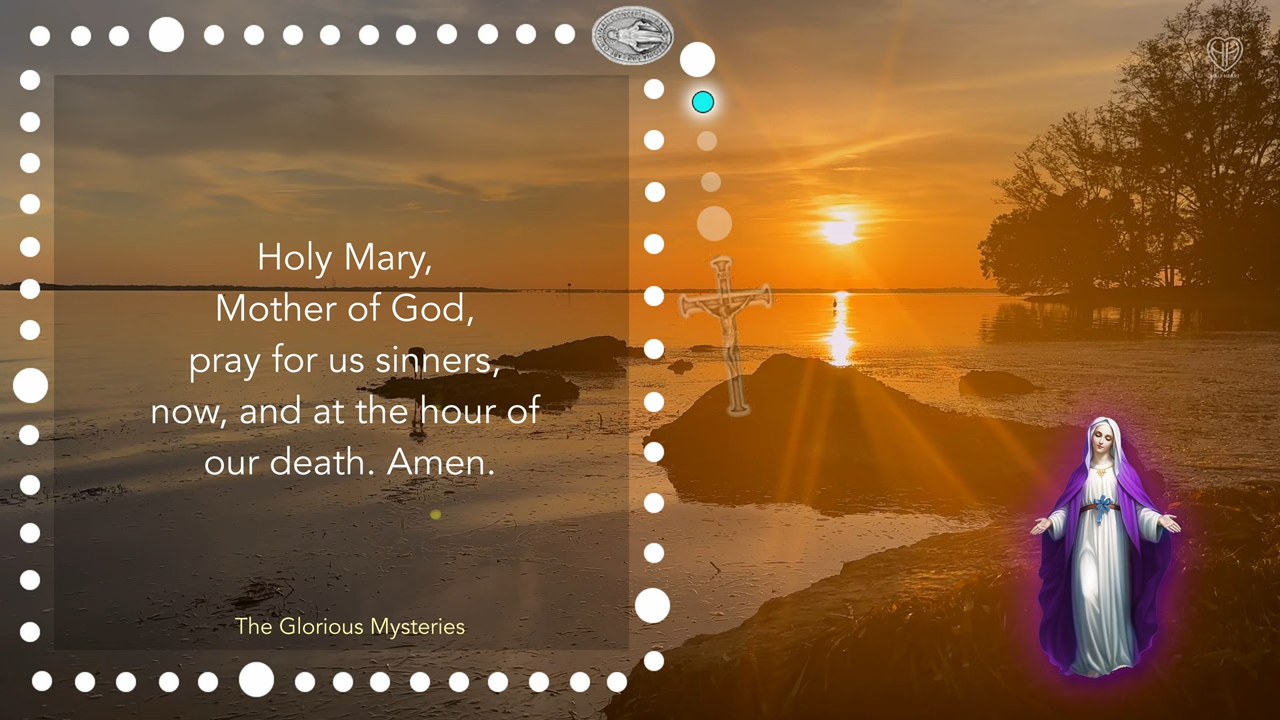 Holy Mary,
Mother of God,
pray for us sinners,
now, and at the hour of
our death. Amen.
The Glorious Mysteries